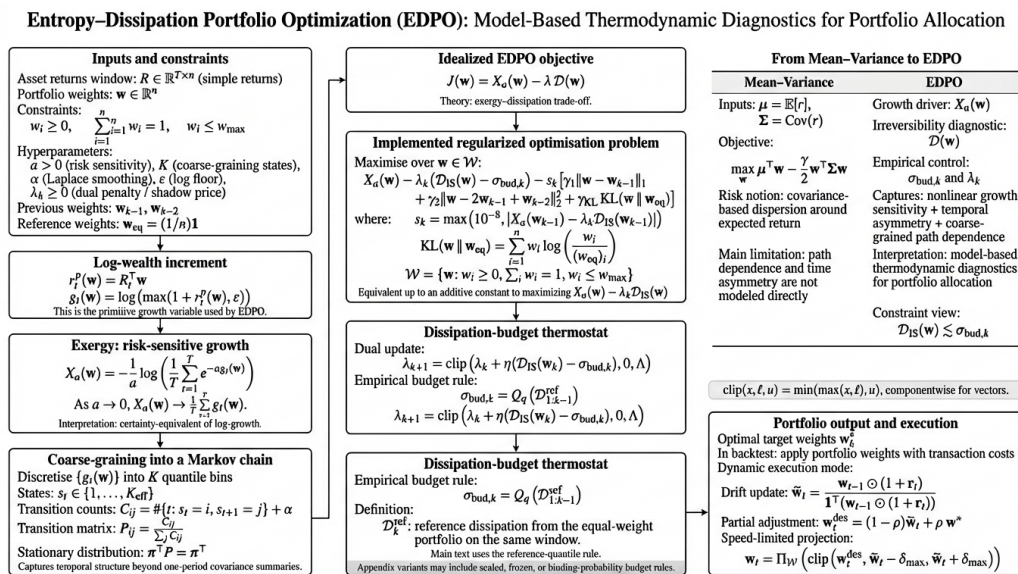 Entropy–Dissipation Portfolio Optimization (EDPO): Model-Based Thermodynamic Diagnostics for Portfolio Allocation
Inputs and constraints
Asset returns window: R ∈ ℝ^{T×n} (simple returns)
Portfolio weights: w ∈ ℝ^n
Constraints:
w_i ≥ 0, ∑_{i=1}^n w_i = 1, w_i ≤ w_max
Hyperparameters:
a > 0 (risk sensitivity), K (coarse-graining states),
α (Laplace smoothing), ε (log floor),
λ_k ≥ 0 (dual penalty / shadow price)
Previous weights: w_{k−1}, w_{k−2}
Reference weights: w_eq = (1/n)1
Log-wealth increment
r_t^p(w) = R_t^⊤ w
g_t(w) = log(max(1 + r_t^p(w), ε))
This is the primiiive growth variable used by EDPO.
Exergy: risk-sensitive growth
X_a(w) = −(1/a) log( (1/T) ∑_{t=1}^T e^{−a g_t(w)} )
As a → 0, X_a(w) → (1/T) ∑_{t=1}^T g_t(w).
Interpretation: certainty-equivalent of log-growth.
Coarse-graining into a Markov chain
Discretise {g_t(w)} into K quantile bins
States: s_t ∈ {1, . . . , K_eff}
Transition counts: C_ij = #{t: s_t = i, s_{t+1} = j} + α
Transition matrix: P_ij = C_ij / ∑_j C_ij
Stationary distribution: π^⊤P = π^⊤
Captures temporal structure beyond one-period covariance summaries.
Idealized EDPO objective
J(w) = X_a(w) − λ D(w)
Theory: exergy–dissipation trade-off.
Implemented regularized optimisation problem
Maximise over w ∈ W:
X_a(w) − λ_k(D_IS(w) − σ_bud,k) − s_k[γ_1‖w − w_{k−1}‖_1
+ γ_2‖w − 2w_{k−1} + w_{k−2}‖_2^2 + γ_KL KL(w ‖ w_eq)]
where: s_k = max(10^{−8}, |X_a(w_{k−1}) − λ_k D_IS(w_{k−1})|)
KL(w ‖ w_eq) = ∑_{i=1}^n w_i log( w_i / (w_eq)_i )
W = {w: w_i ≥ 0, ∑_i w_i = 1, w_i ≤ w_max}
Equivalent up to an additive constant to maximizing X_a(w) − λ_k D_IS(w)
Dissipation-budget thermostat
Dual update:
λ_{k+1} = clip(λ_k + η(D_IS(w_k) − σ_bud,k), 0, Λ)
Empirical budget rule:
σ_bud,k = Q_q(D^ref_{1:k−1})
λ_{k+1} = clip(λ_k + η(D_IS(w_k) − σ_bud,k), 0, Λ)
Dissipation-budget thermostat
Empirical budget rule:
σ_bud,k = Q_q(D^sef_{1:k−1})
Definition:
D_k^ref: reference dissipation from the equal-weight
portfolio on the same window.
Main text uses the reference-quantile rule.
Appendix variants may include scaled, frozen, or binding-probability budget rules.
From Mean–Variance to EDPO
Mean–Variance EDPO
Inputs: μ = 𝔼[r],
Σ = Cov(r)
Objective:
max_w μ^⊤w − (γ/2) w^⊤Σw
Risk notion: covariance-
based dispersion around
expected return
Main limitation: path
dependence and time
asymmetry are not
modeled directly
Growth driver: X_a(w)
Irreversibility diagnostic:
D(w)
Empirical control:
σ_bud,k and λ_k
Captures: nonlinear growth
sensitivity + temporal
asymmetry + coarse-
grained path dependence
Interpretation: model-based
thermodynamic diagnostics
for portfolio allocation
Constraint view:
D_IS(w) ≲ σ_bud,k
clip(x, ℓ, u) = min(max(x, ℓ), u), componentwise for vectors.
Portfolio output and execution
Optimal target weights
In backtest: apply portfolio weights with transaction costs
Dynamic execution mode:
Drift update: w̃_t = w_{t−1} ⊙ (1 + r_t) / 1^⊤(w_{t−1} ⊙ (1 + r_t))
Partial adjustment: w_t^des = (1 − ρ)w̃_t + ρ w*
Speed-limited projection:
w_t = Π_W(clip(w_t^des, w̃_t − δ_max, w̃_t + δ_max))